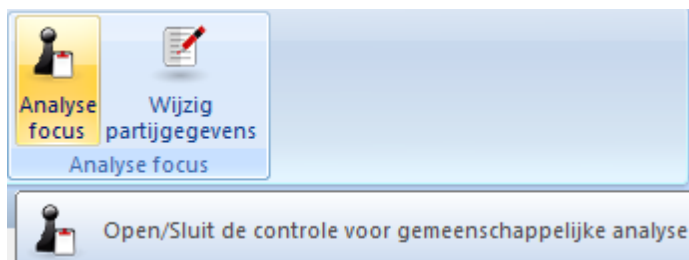 Analyse
focus
Wijzig
partijgegevens
Analyse focus
Open/Sluit de controle voor gemeenschappelijke analyse